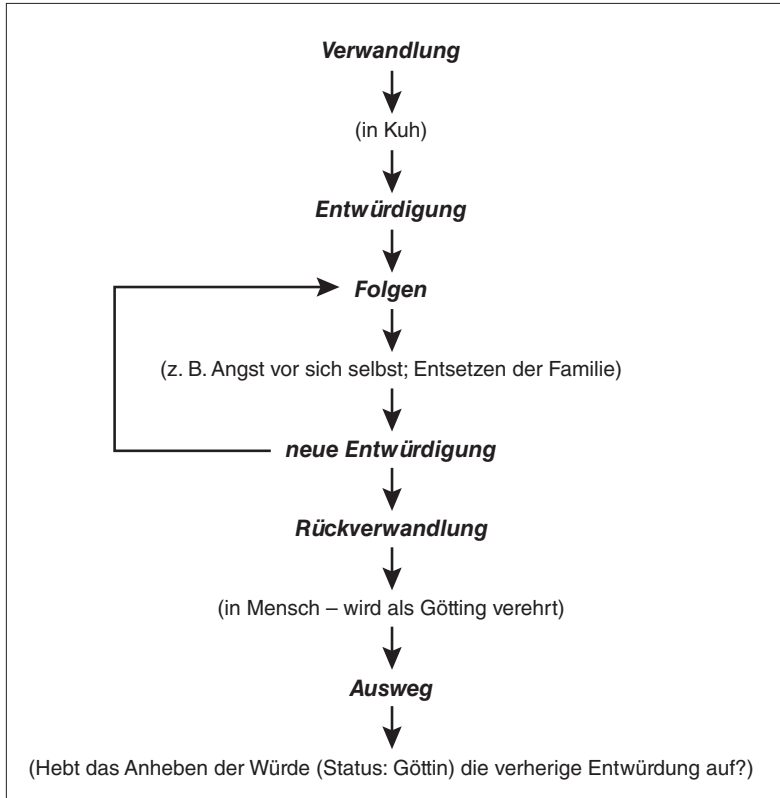 Verwandlung
(in Kuh)
Entwürdigung
Folgen
(z. B. Angst vor sich selbst; Entsetzen der Familie)
neue Entwürdigung
Rückverwandlung
(in Mensch – wird als Götting verehrt)
Ausweg
(Hebt das Anheben der Würde (Status: Göttin) die verherige Entwürdung auf?)